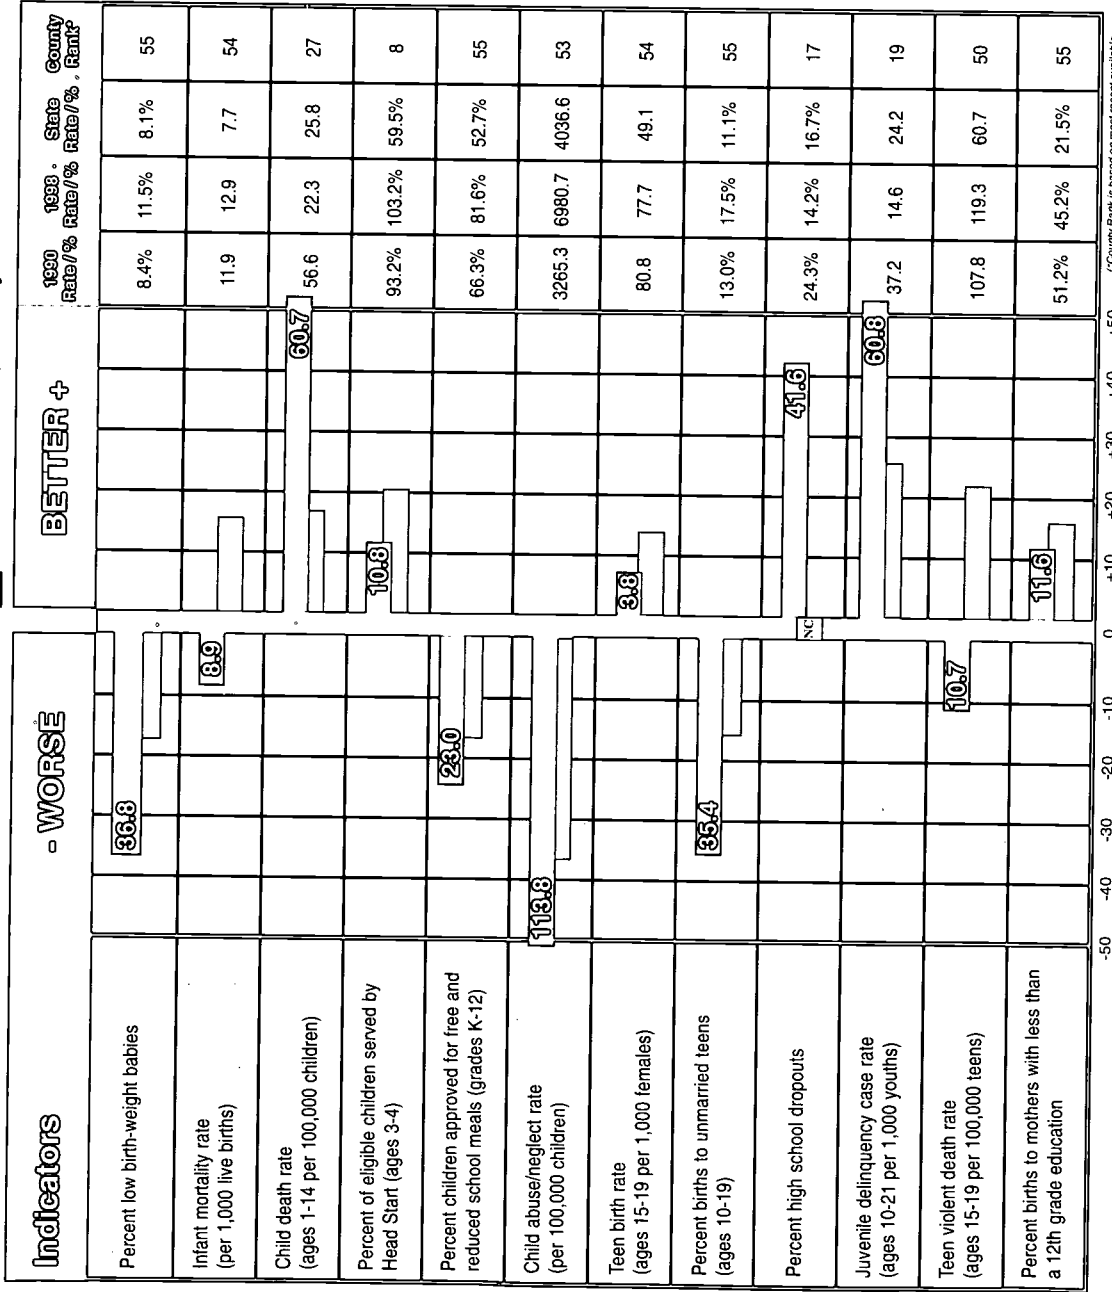 Indicators
- WORSE
BETTER +
1990 Rate / %
1998 Rate / %
State Rate / %
County Rank*
Percent low birth-weight babies
36.8
8.4%
11.5%
8.1%
55
Infant mortality rate
(per 1,000 live births)
8.9
11.9
12.9
7.7
54
Child death rate
(ages 1-14 per 100,000 children)
60.7
56.6
22.3
25.8
27
Percent of eligible children served by
Head Start (ages 3-4)
10.8
93.2%
103.2%
59.5%
8
Percent children approved for free and
reduced school meals (grades K-12)
23.0
66.3%
81.6%
52.7%
55
Child abuse/neglect rate
(per 100,000 children)
113.8
3265.3
6980.7
4036.6
53
Teen birth rate
(ages 15-19 per 1,000 females)
3.8
80.8
77.7
49.1
54
Percent births to unmarried teens
(ages 10-19)
35.4
13.0%
17.5%
11.1%
55
Percent high school dropouts
NC
41.6
24.3%
14.2%
16.7%
17
Juvenile delinquency case rate
(ages 10-21 per 1,000 youths)
60.8
37.2
14.6
24.2
19
Teen violent death rate
(ages 15-19 per 100,000 teens)
10.7
107.8
119.3
60.7
50
Percent births to mothers with less than
a 12th grade education
11.6
51.2%
45.2%
21.5%
55
-50 -40 -30 -20 -10 0 +10 +20 +30 +40 +50
(*County Rank is based on most recent